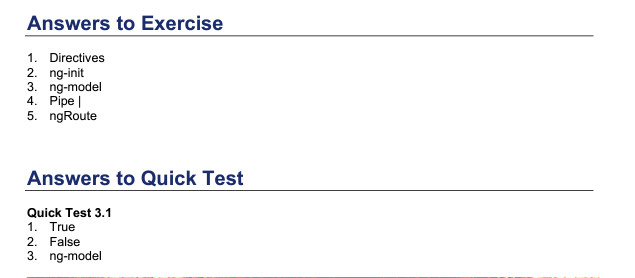 Answers to Exercise
1. Directives
2. ng-init
3. ng-model
4. Pipe |
5. ngRoute
Answers to Quick Test
Quick Test 3.1
1. True
2. False
3. ng-model